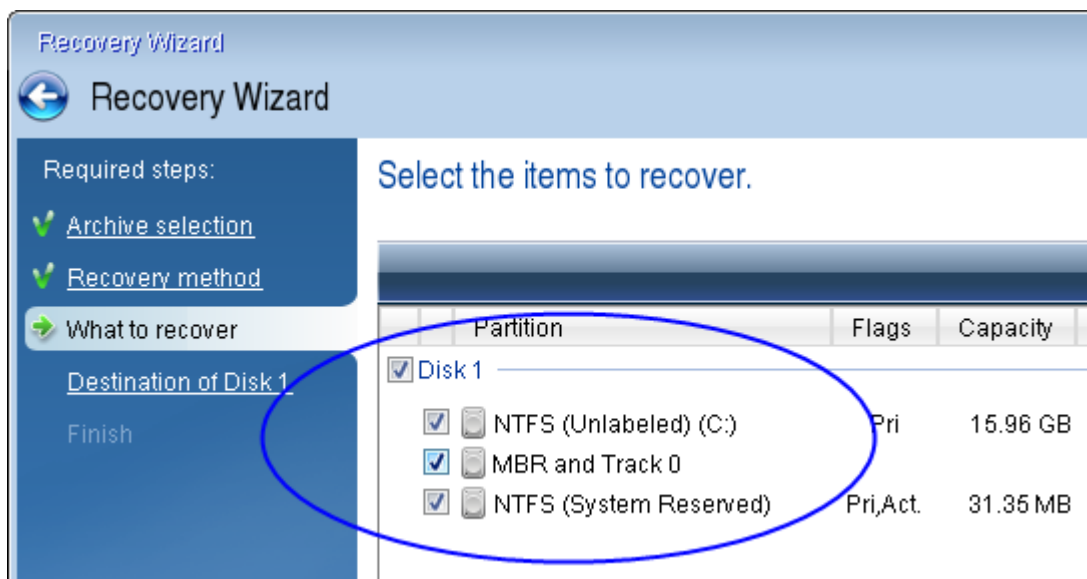 Recovery Wizard
Recovery Wizard
Required steps:
Archive selection
Recovery method
What to recover
Destination of Disk 1
Finish
Select the items to recover.
Partition Flags Capacity
Disk 1
NTFS (Unlabeled) (C:) Pri 15.96 GB
MBR and Track 0
NTFS (System Reserved) Pri,Act. 31.35 MB